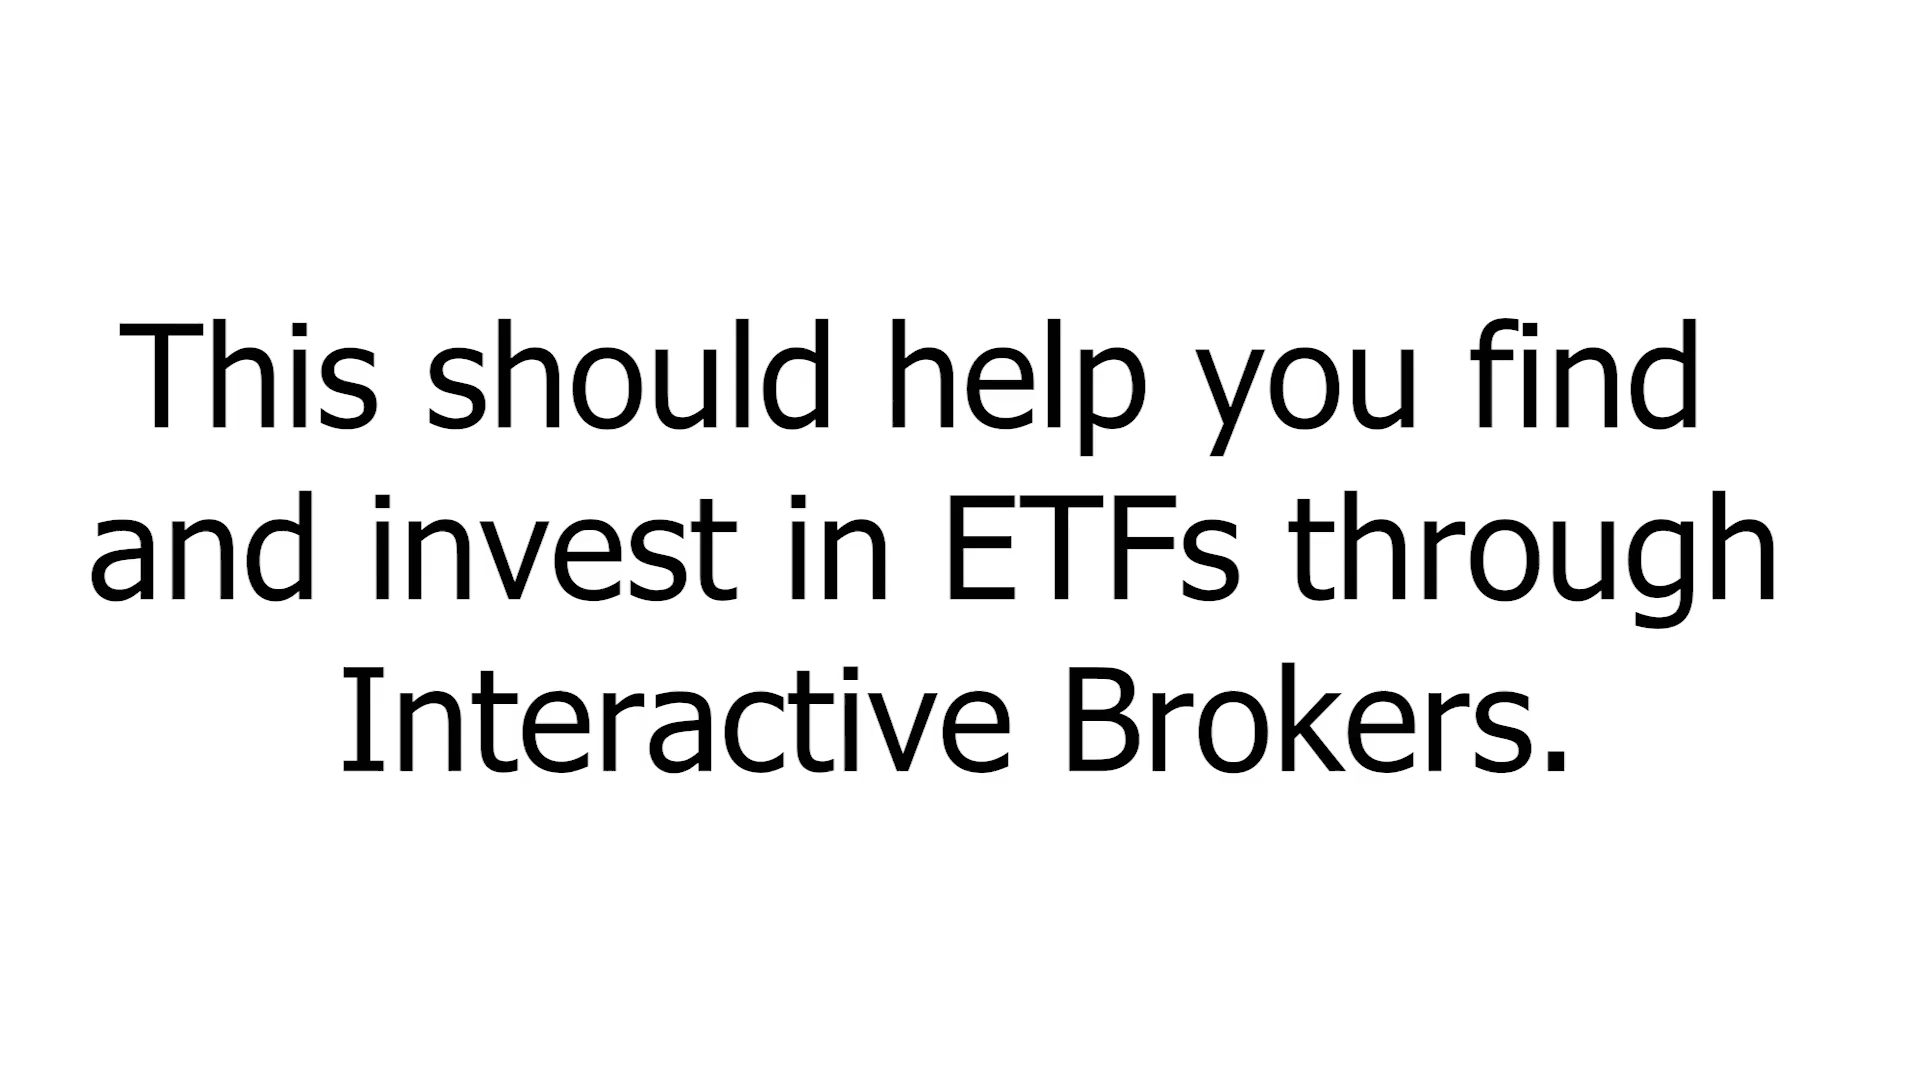 This should help you find
and invest in ETFs through
Interactive Brokers.